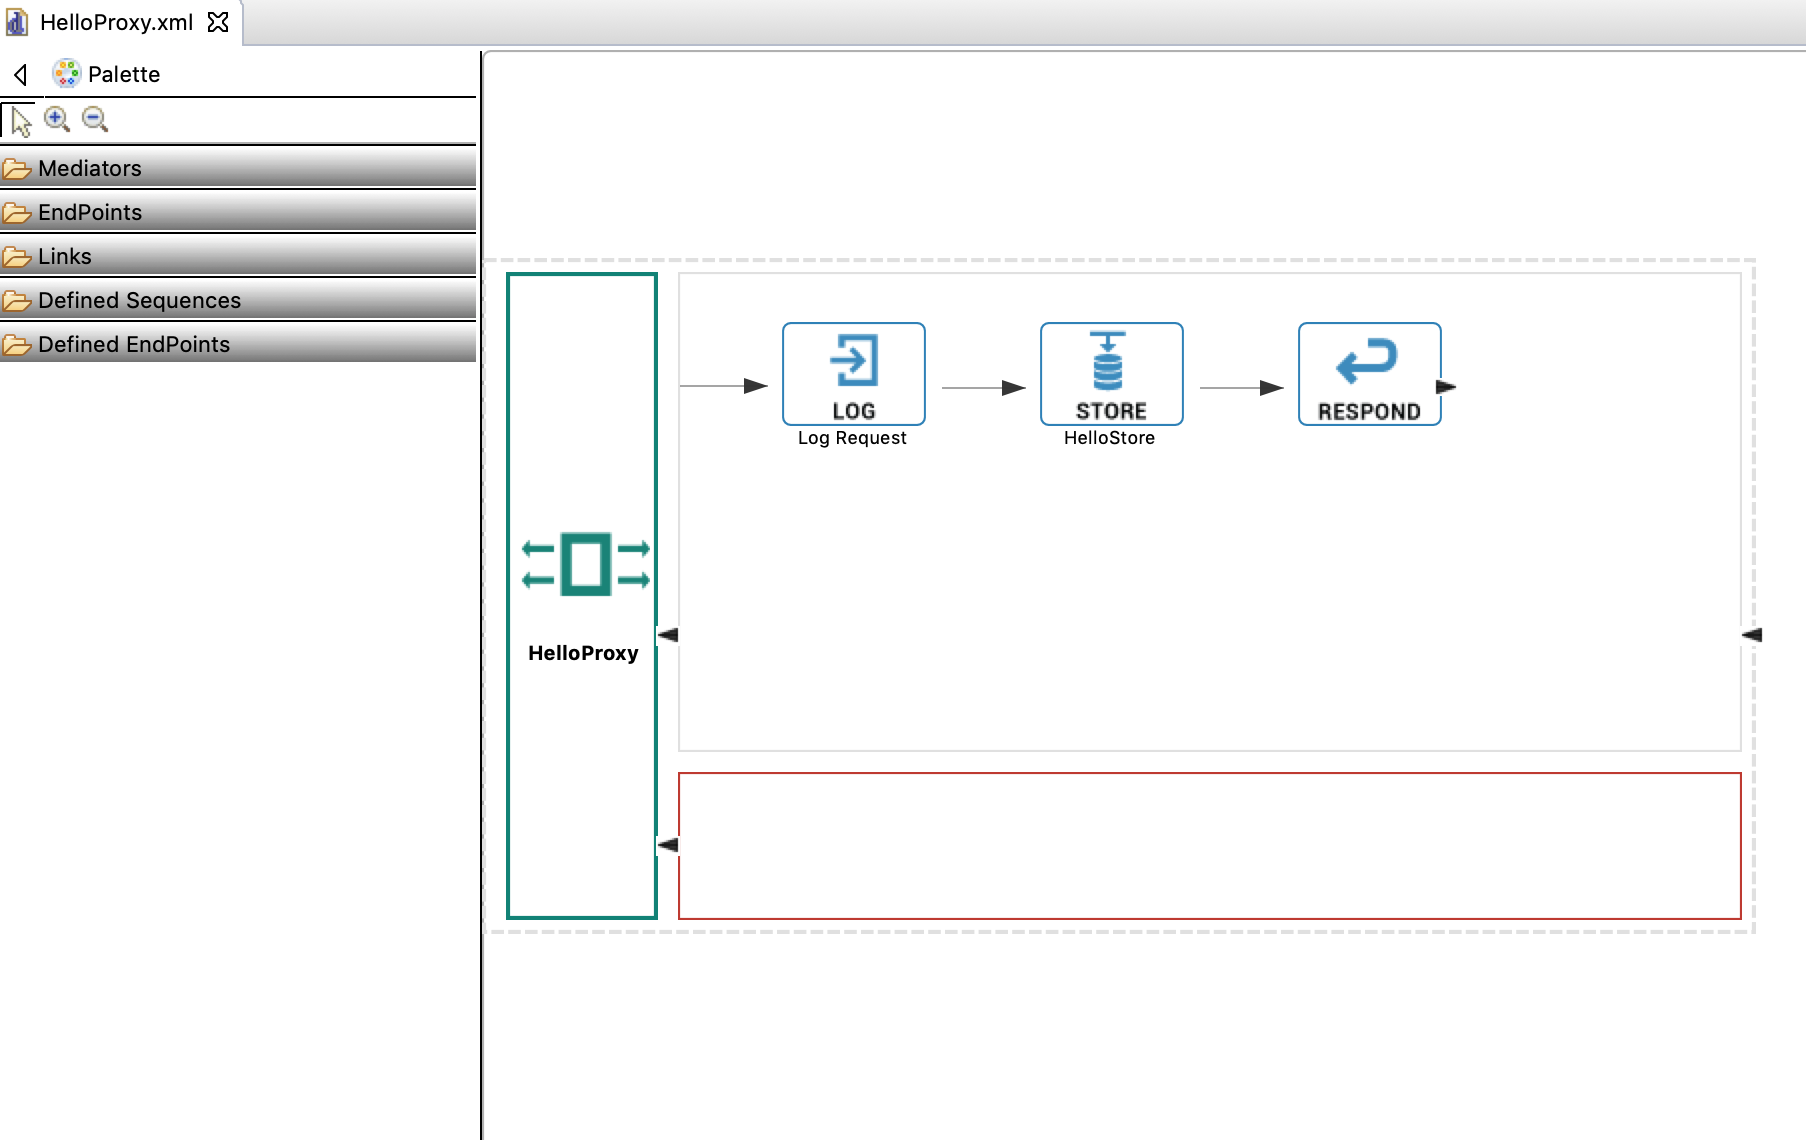 HelloProxy.xml
Palette
Mediators
EndPoints
Links
Defined Sequences
Defined EndPoints
LOG
STORE
RESPOND
Log Request
HelloStore
HelloProxy